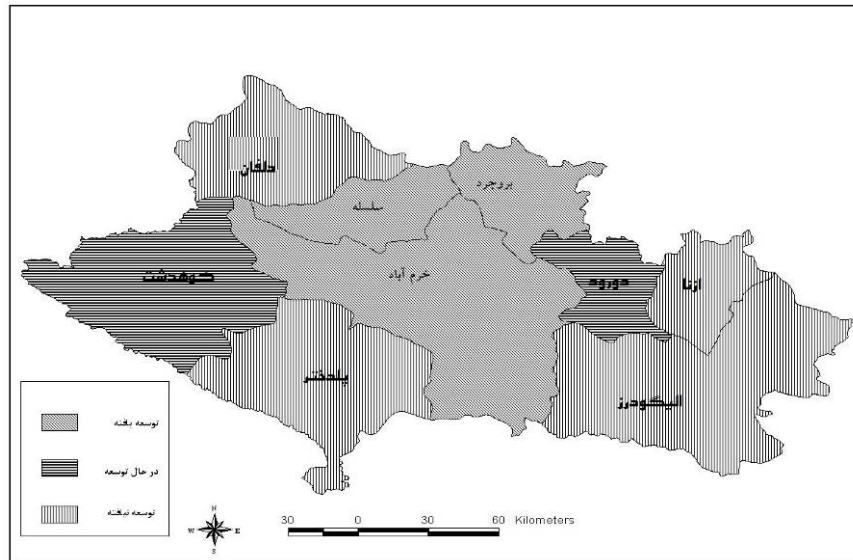 دلفان
بروجرد
سلسله
کوهدشت
خرم آباد
دورود
ازنا
پلدختر
الیگودرز
توسعه یافته
در حال توسعه
توسعه نیافته
N
W E
S
30 0 30 60 Kilometers